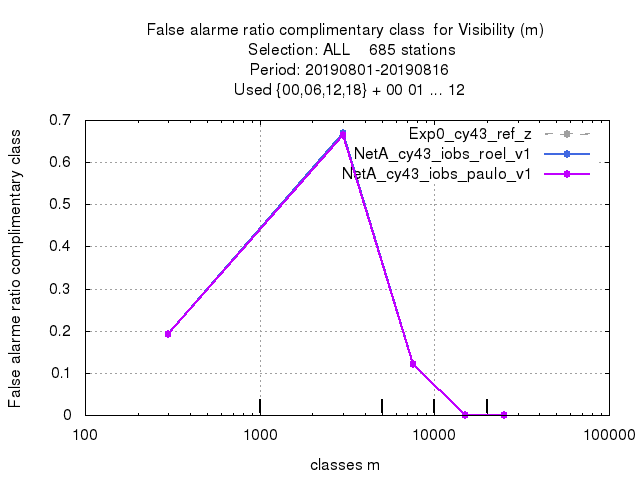 False alarme ratio complimentary class  for Visibility (m)
Selection: ALL    685 stations
Period: 20190801-20190816
Used {00,06,12,18} + 00 01 ... 12
False alarme ratio complimentary class
0.7
0.6
0.5
0.4
0.3
0.2
0.1
0
Exp0_cy43_ref_z
NetA_cy43_iobs_roel_v1
NetA_cy43_iobs_paulo_v1
100
1000
10000
100000
classes m